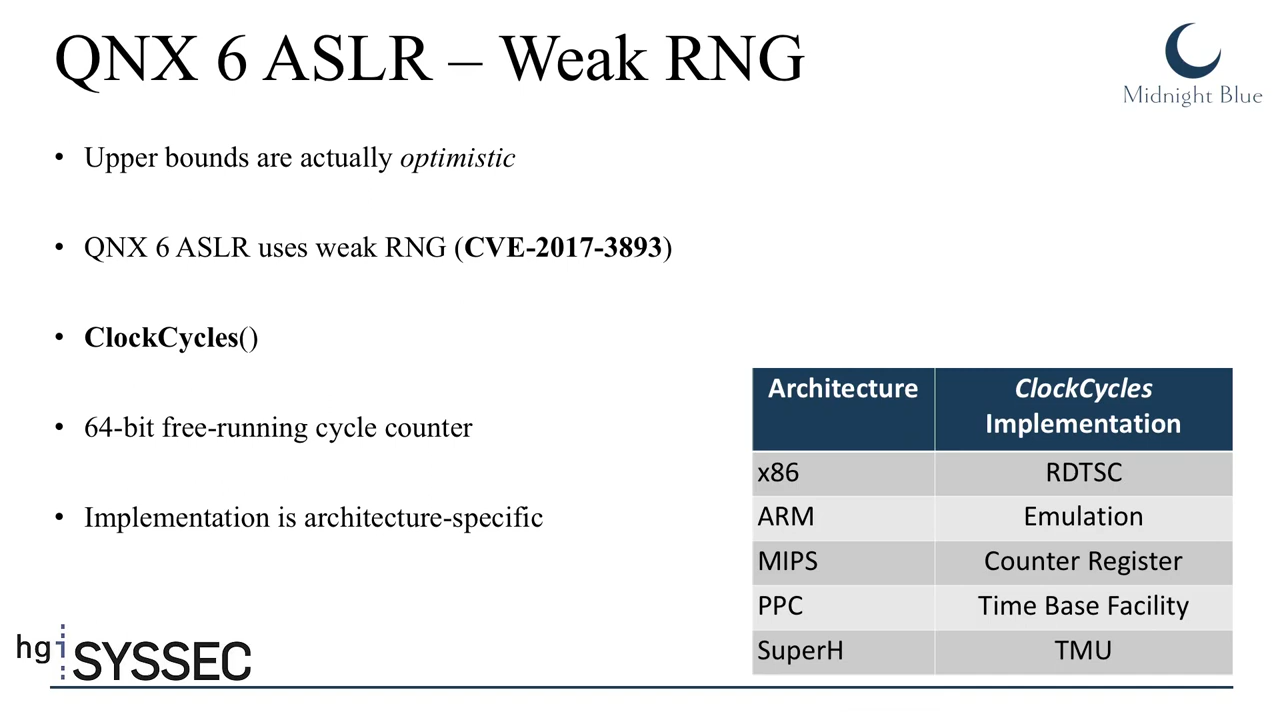 QNX 6 ASLR – Weak RNG
Midnight Blue
• Upper bounds are actually optimistic
• QNX 6 ASLR uses weak RNG (CVE-2017-3893)
• ClockCycles()
• 64-bit free-running cycle counter
• Implementation is architecture-specific
Architecture ClockCycles
Implementation
x86 RDTSC
ARM Emulation
MIPS Counter Register
PPC Time Base Facility
SuperH TMU
hgi SYSSEC